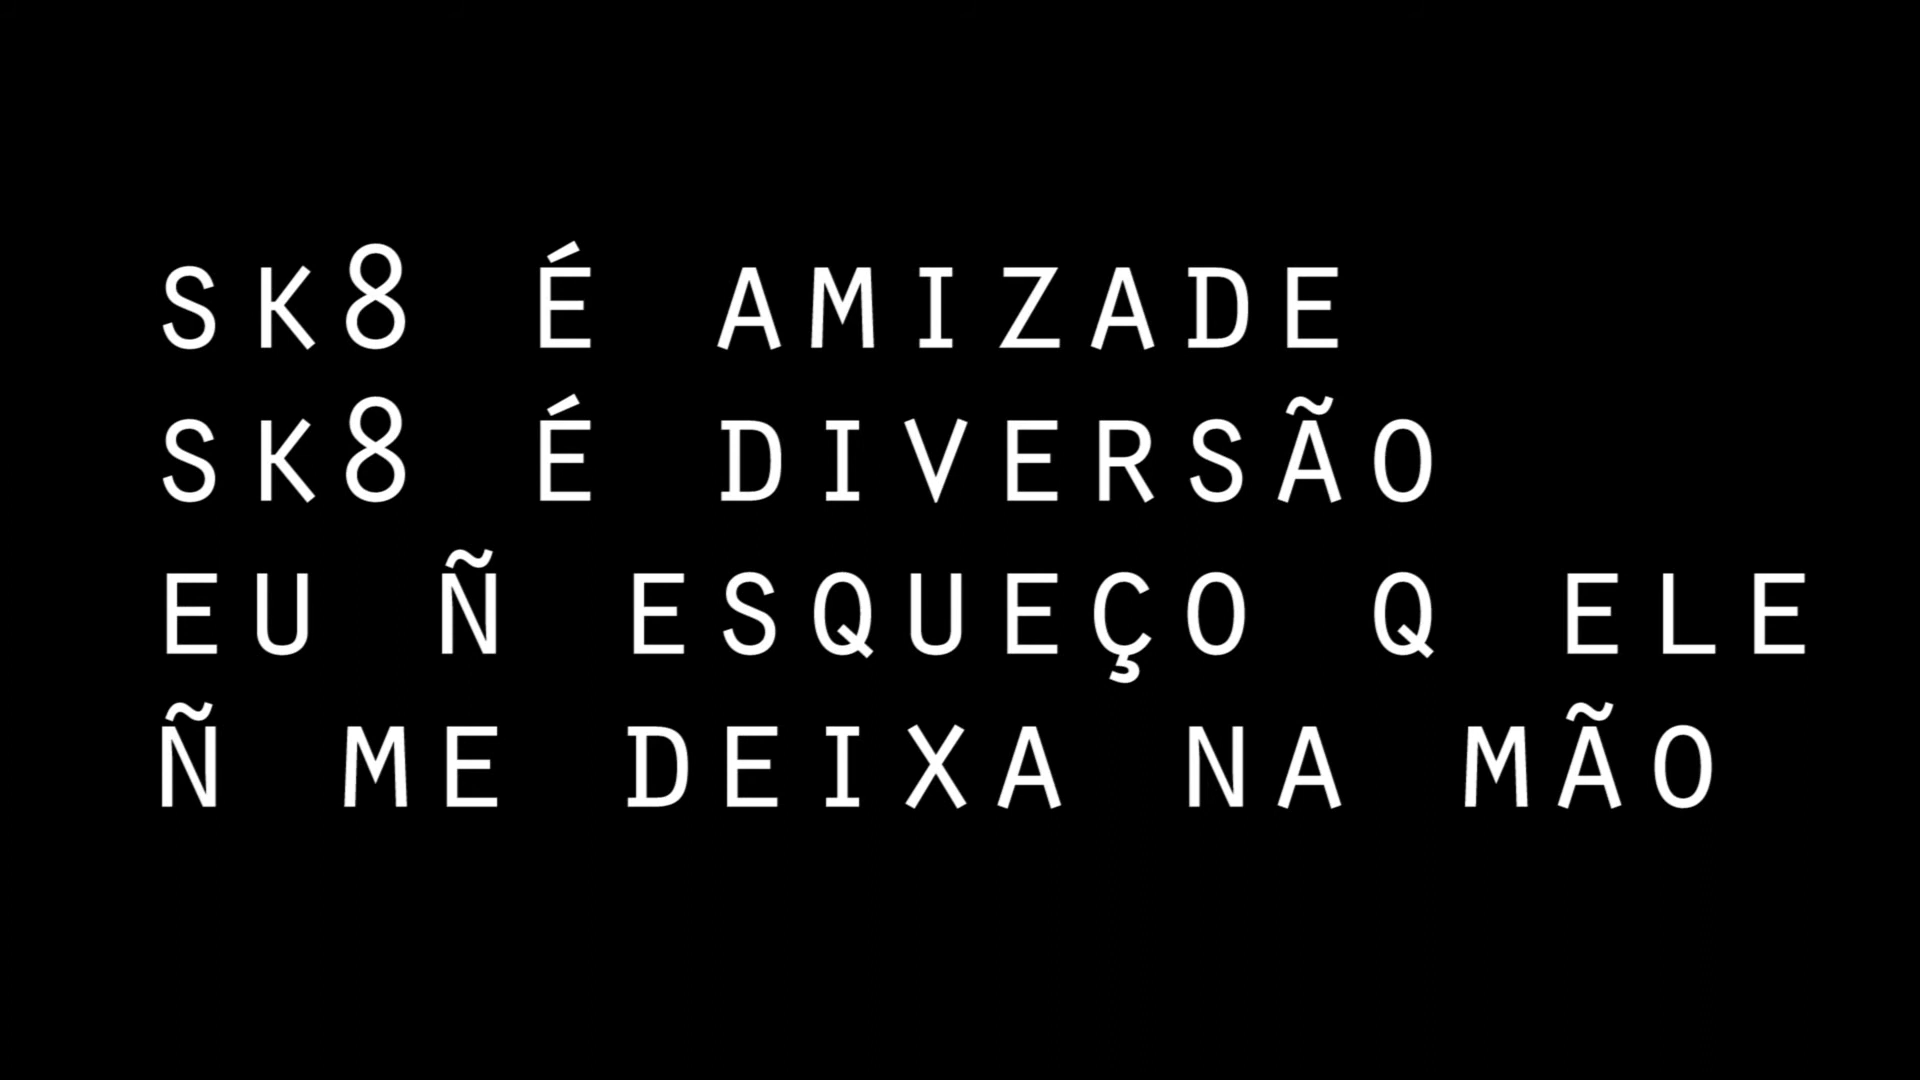 SK8 É AMIZADE
SK8 É DIVERSÃO
EU Ñ ESQUEÇO Q ELE
Ñ ME DEIXA NA MÃO